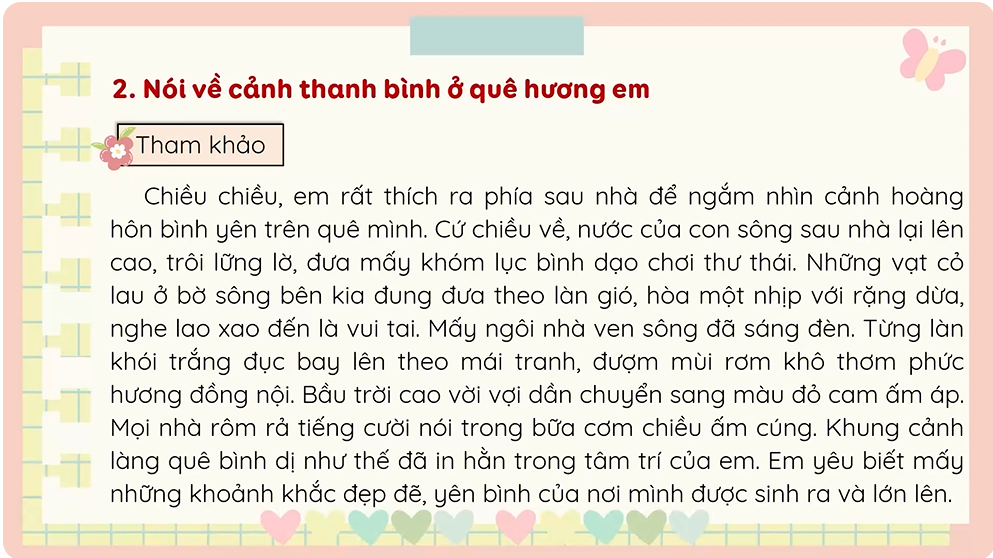 2. Nói về cảnh thanh bình ở quê hương em
Tham khảo
Chiều chiều, em rất thích ra phía sau nhà để ngắm nhìn cảnh hoàng
hôn bình yên trên quê mình. Cứ chiều về, nước của con sông sau nhà lại lên
cao, trôi lững lờ, đưa mấy khóm lục bình dạo chơi thư thái. Những vạt cỏ
lau ở bờ sông bên kia đung đưa theo làn gió, hòa một nhịp với rặng dừa,
nghe lao xao đến là vui tai. Mấy ngôi nhà ven sông đã sáng đèn. Từng làn
khói trắng đục bay lên theo mái tranh, đượm mùi rơm khô thơm phức
hương đồng nội. Bầu trời cao vời vợi dần chuyển sang màu đỏ cam ấm áp.
Mọi nhà rôm rả tiếng cười nói trong bữa cơm chiều ấm cúng. Khung cảnh
làng quê bình dị như thế đã in hằn trong tâm trí của em. Em yêu biết mấy
những khoảnh khắc đẹp đẽ, yên bình của nơi mình được sinh ra và lớn lên.